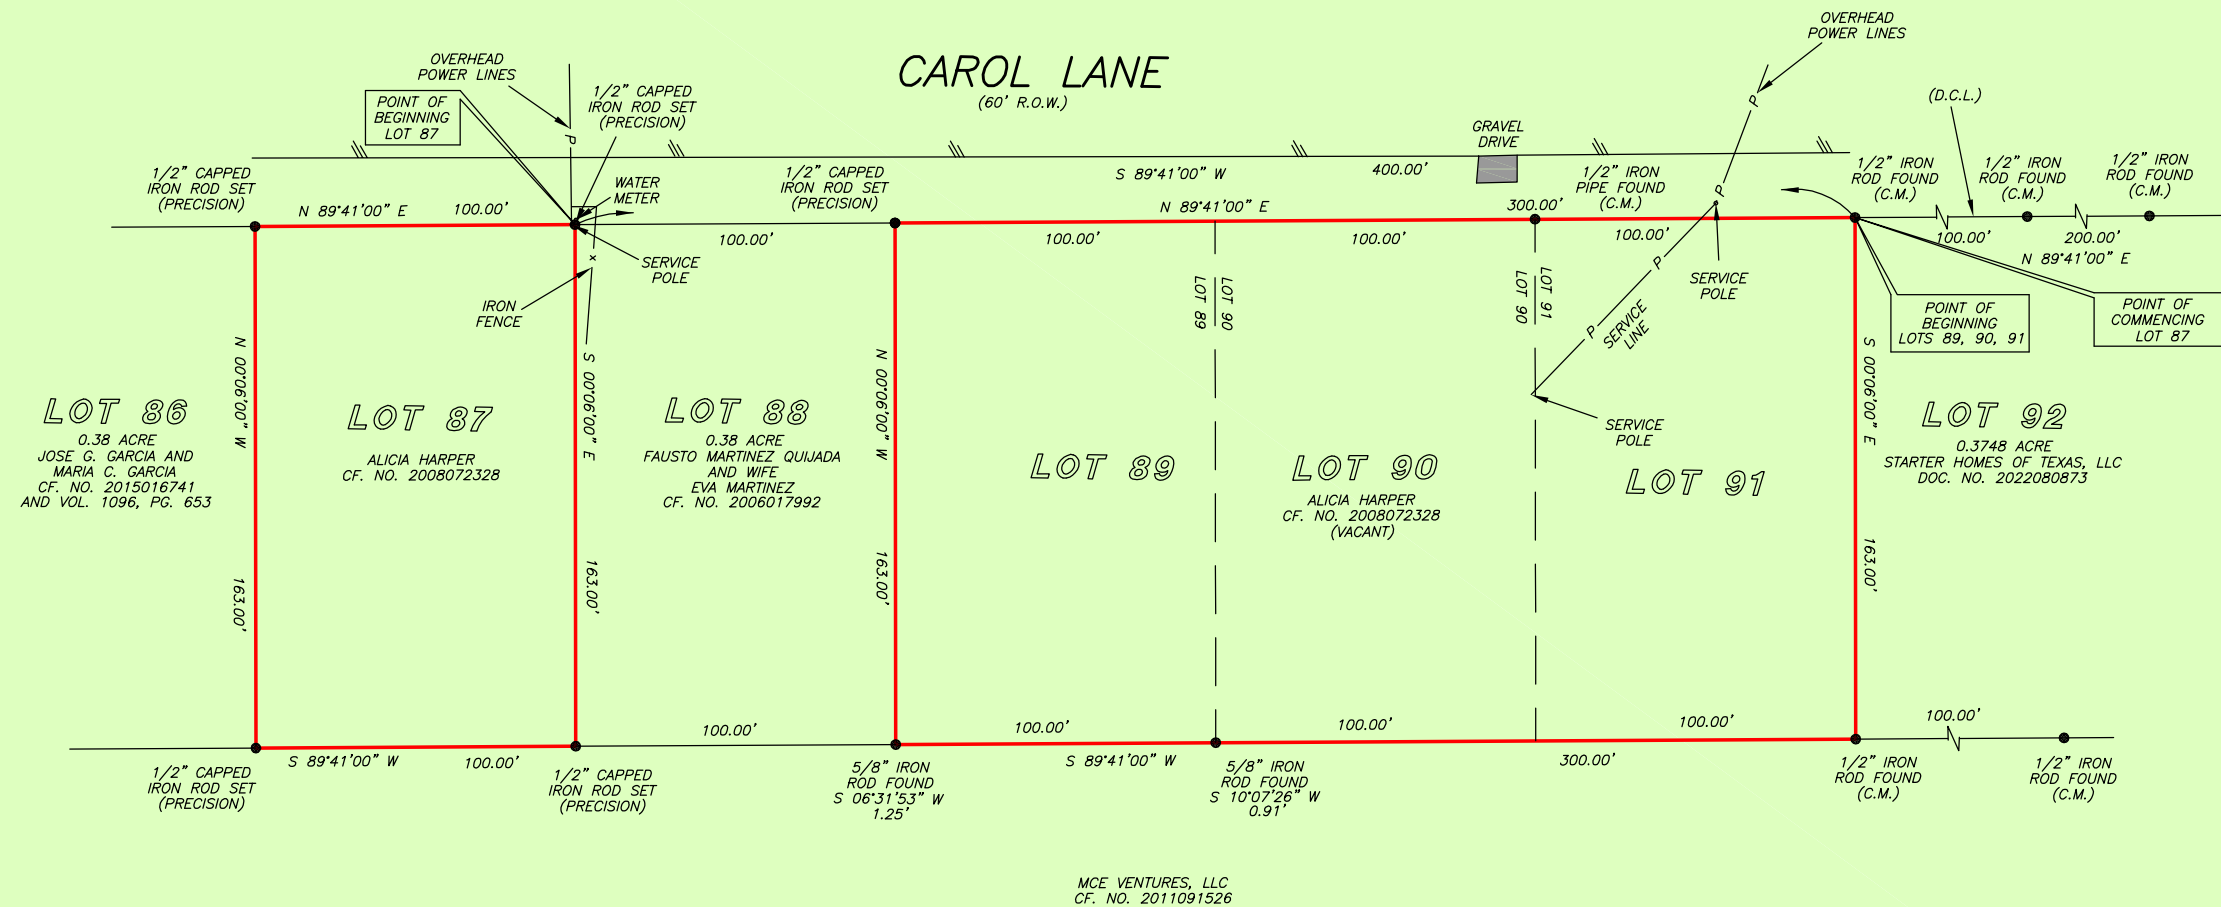 OVERHEAD
POWER LINES
CAROL LANE
(60' R.O.W.)
OVERHEAD
POWER LINES
POINT OF
BEGINNING
LOT 87
1/2" CAPPED
IRON ROD SET
(PRECISION)
P
P
(D.C.L.)
GRAVEL
DRIVE
1/2" CAPPED
IRON ROD SET
(PRECISION)
WATER
METER
1/2" CAPPED
IRON ROD SET
(PRECISION)
S 89°41'00" W
400.00'
1/2" IRON
PIPE FOUND
(C.M.)
P
1/2" IRON
ROD FOUND
(C.M.)
1/2" IRON
ROD FOUND
(C.M.)
1/2" IRON
ROD FOUND
(C.M.)
N 89°41'00" E
100.00'
N 89°41'00" E
300.00'
100.00'
100.00'
100.00'
100.00'
100.00'
200.00'
N 89°41'00" E
x
SERVICE
POLE
IRON
FENCE
LOT 90
LOT 89
LOT 91
LOT 90
P
P
SERVICE
LINE
SERVICE
POLE
POINT OF
BEGINNING
LOTS 89, 90, 91
POINT OF
COMMENCING
LOT 87
N 00°06'00" W
S 00°06'00" E
N 00°06'00" W
S 00°06'00" E
SERVICE
POLE
LOT 86
0.38 ACRE
JOSE G. GARCIA AND
MARIA C. GARCIA
CF. NO. 2015016741
AND VOL. 1096, PG. 653
LOT 87
ALICIA HARPER
CF. NO. 2008072328
LOT 88
0.38 ACRE
FAUSTO MARTINEZ QUIJADA
AND WIFE
EVA MARTINEZ
CF. NO. 2006017992
LOT 89
LOT 90
ALICIA HARPER
CF. NO. 2008072328
(VACANT)
LOT 91
LOT 92
0.3748 ACRE
STARTER HOMES OF TEXAS, LLC
DOC. NO. 2022080873
163.00'
163.00'
163.00'
163.00'
100.00'
100.00'
100.00'
100.00'
100.00'
S 89°41'00" W
100.00'
S 89°41'00" W
300.00'
1/2" CAPPED
IRON ROD SET
(PRECISION)
1/2" CAPPED
IRON ROD SET
(PRECISION)
5/8" IRON
ROD FOUND
S 06°31'53" W
1.25'
5/8" IRON
ROD FOUND
S 10°07'26" W
0.91'
1/2" IRON
ROD FOUND
(C.M.)
1/2" IRON
ROD FOUND
(C.M.)
MCE VENTURES, LLC
CF. NO. 2011091526